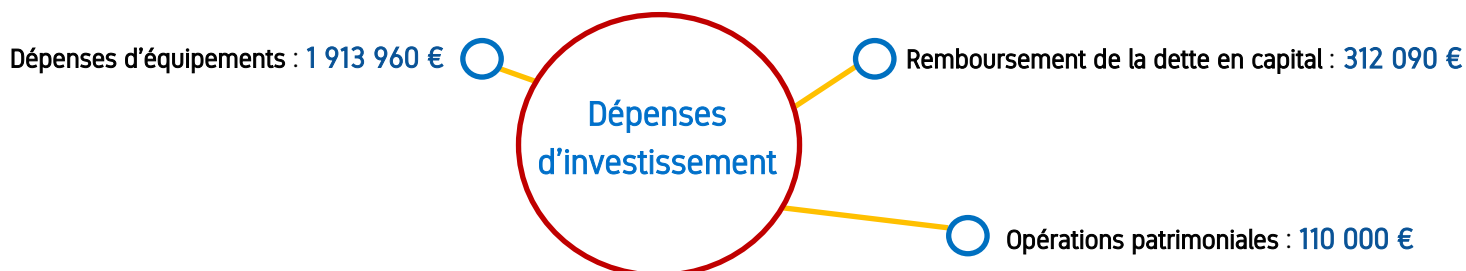 Dépenses d’équipements : 1 913 960 €
Remboursement de la dette en capital : 312 090 €
Dépenses
d’investissement
Opérations patrimoniales : 110 000 €